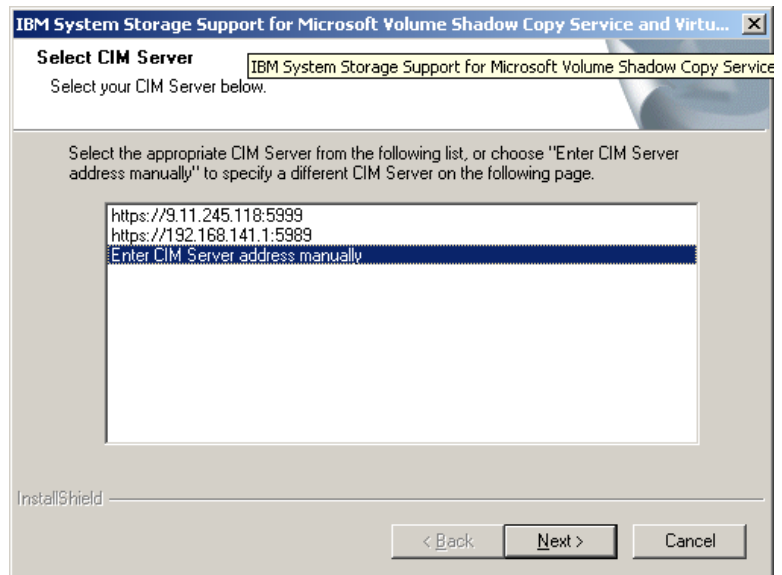 IBM System Storage Support for Microsoft Volume Shadow Copy Service and Virtu...
Select CIM Server
IBM System Storage Support for Microsoft Volume Shadow Copy Service
Select your CIM Server below.
Select the appropriate CIM Server from the following list, or choose "Enter CIM Server
address manually" to specify a different CIM Server on the following page.
https://9.11.245.118:5999
https://192.168.141.1:5989
Enter CIM Server address manually
InstallShield
< Back
Next >
Cancel